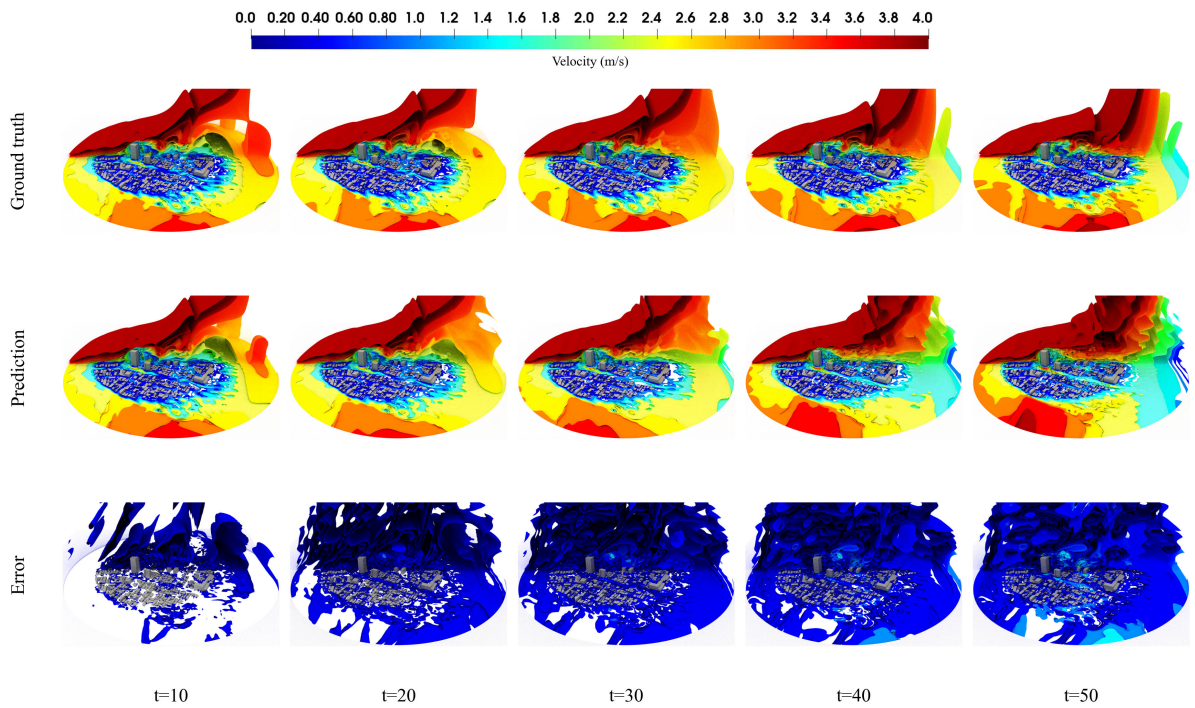 0.0 0.20 0.40 0.60 0.80 1.0 1.2 1.4 1.6 1.8 2.0 2.2 2.4 2.6 2.8 3.0 3.2 3.4 3.6 3.8 4.0
Velocity (m/s)
Ground truth
Prediction
Error
t=10 t=20 t=30 t=40 t=50